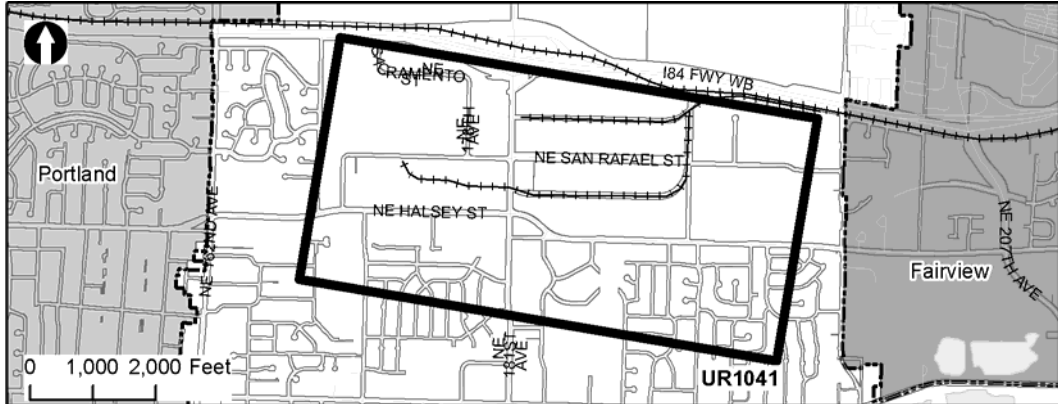 I84 FWY WB
NE
SACRAMENTO
ST
NE
AVE
NE SAN RAFAEL ST
Portland
NE 162ND AVE
NE HALSEY ST
NE 207TH AVE
Fairview
NE
181ST
AVE
UR1041
0 1,000 2,000 Feet